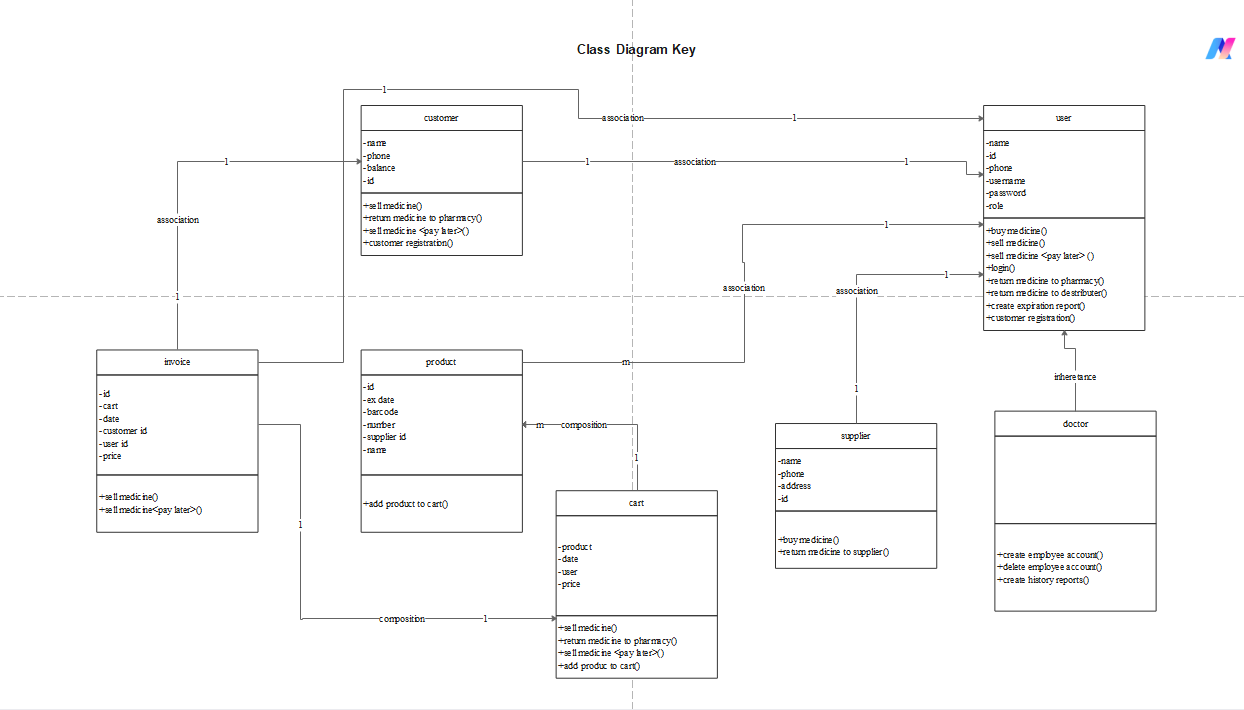 Class Diagram Key
1
customer
association
1
user
-name
-phone
-balance
-id
+sell medicine()
+return medicine to pharmacy()
+sell medicine <pay later>()
+customer registration()
1
association
1
1
association
1
-name
-id
-phone
-username
-password
-role
+buy medicine()
+sell medicine()
+sell medicine <pay later> ()
+login()
+return medicine to pharmacy()
+return medicine to destributer()
+create expiration report()
+customer registration()
1
association
m
1
association
1
inheretance
invoice
-id
-cart
-date
-customer id
-user id
-price
+sell medicine()
+sell medicine<pay later>()
product
-id
-ex date
-barcode
-number
-supplier id
-name
+add product to cart()
m
composition
1
supplier
-name
-phone
-address
-id
+buy medicine()
+return medicine to supplier()
doctor
+create employee account()
+delete employee account()
+create history reports()
cart
-product
-date
-user
-price
+sell medicine()
+return medicine to pharmacy()
+sell medicine <pay later>()
+add produc to cart()
1
composition
1